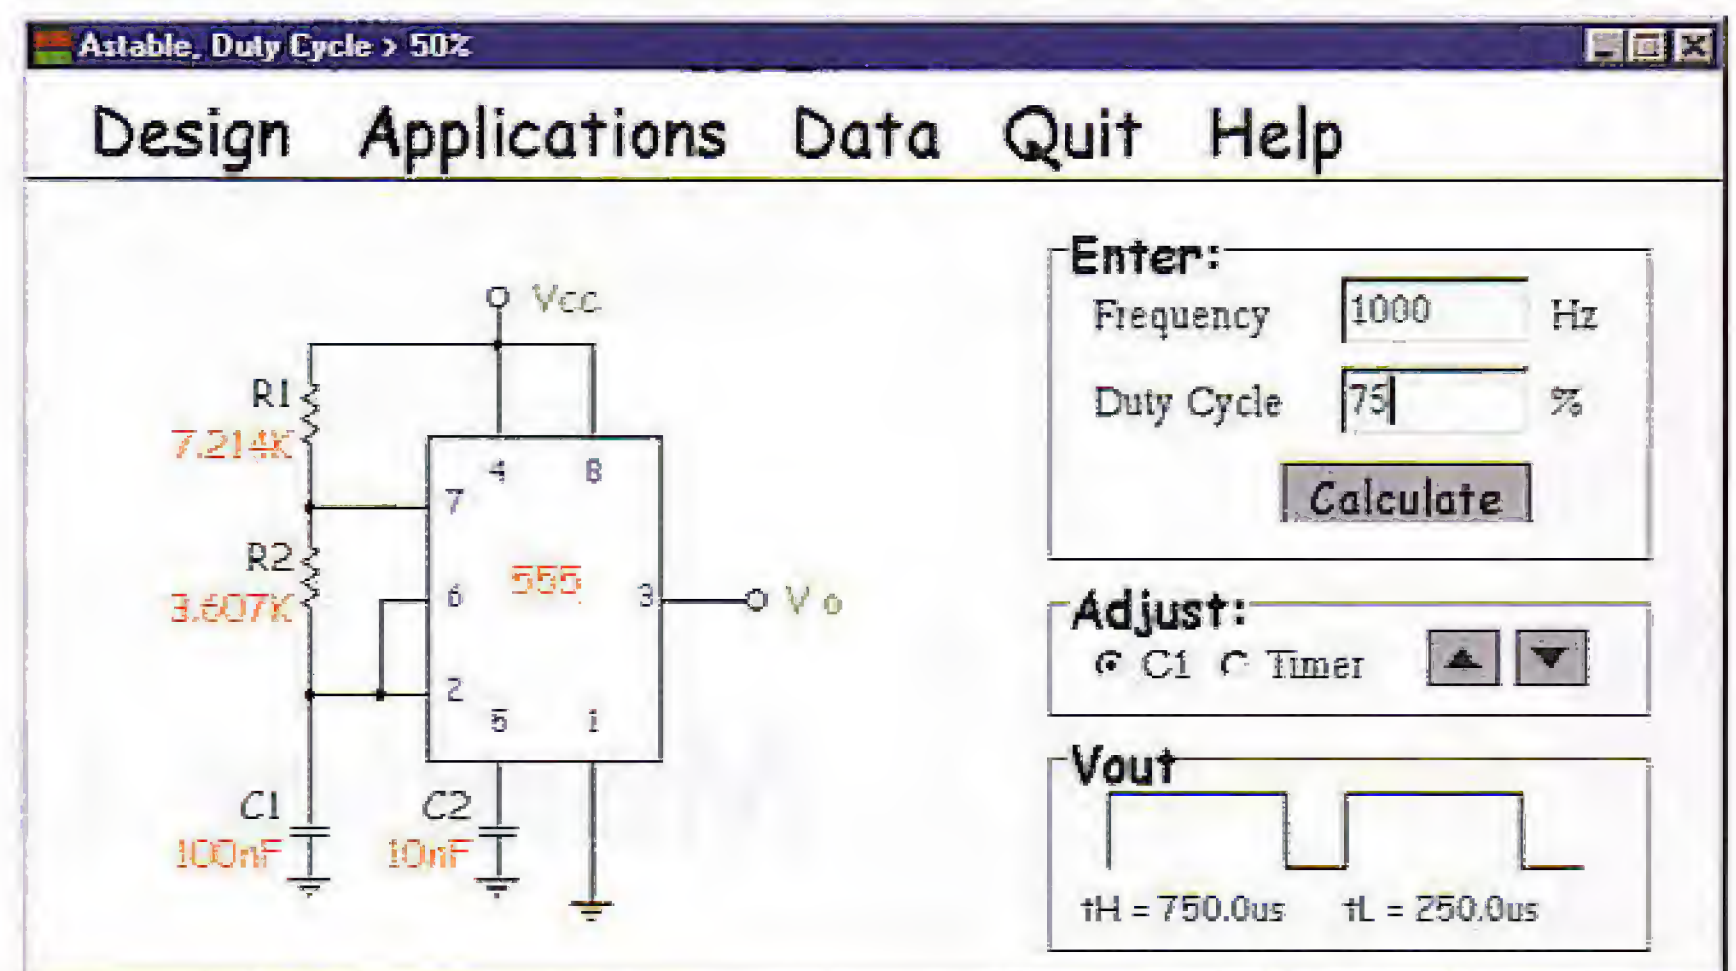 Astable, Duty Cycle > 50%
Design Applications Data Quit Help
Vcc
R1
7.214K
R2
3.607K
4 8
7
6
555
3
Vo
2
5 1
C1
100nF
C2
10nF
Enter:
Frequency 1000 Hz
Duty Cycle 75 %
Calculate
Adjust:
C1 Timer
Vout
tH = 750.0us tL = 250.0us